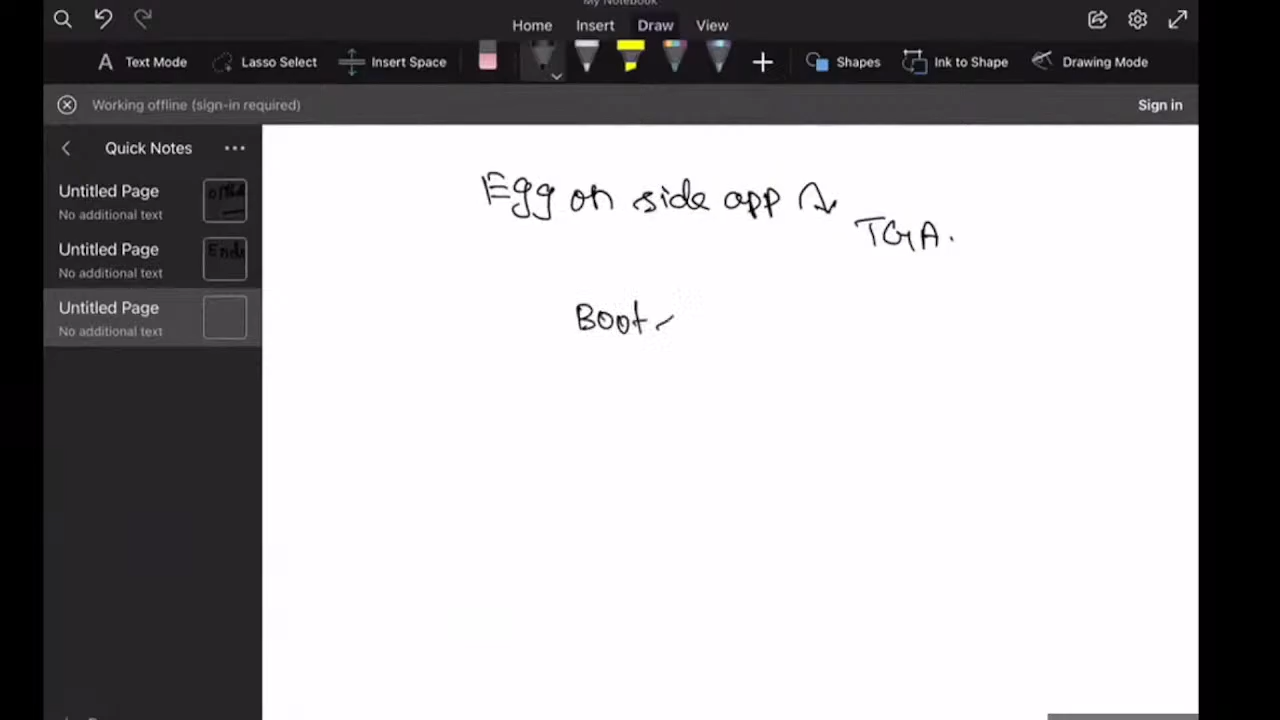 My Notebook
Home Insert Draw View
Text Mode Lasso Select Insert Space Shapes Ink to Shape Drawing Mode
Working offline (sign-in required) Sign in
Quick Notes
Untitled Page
No additional text
Untitled Page
No additional text
Untitled Page
No additional text
Egg on side app
TGA.
Boot